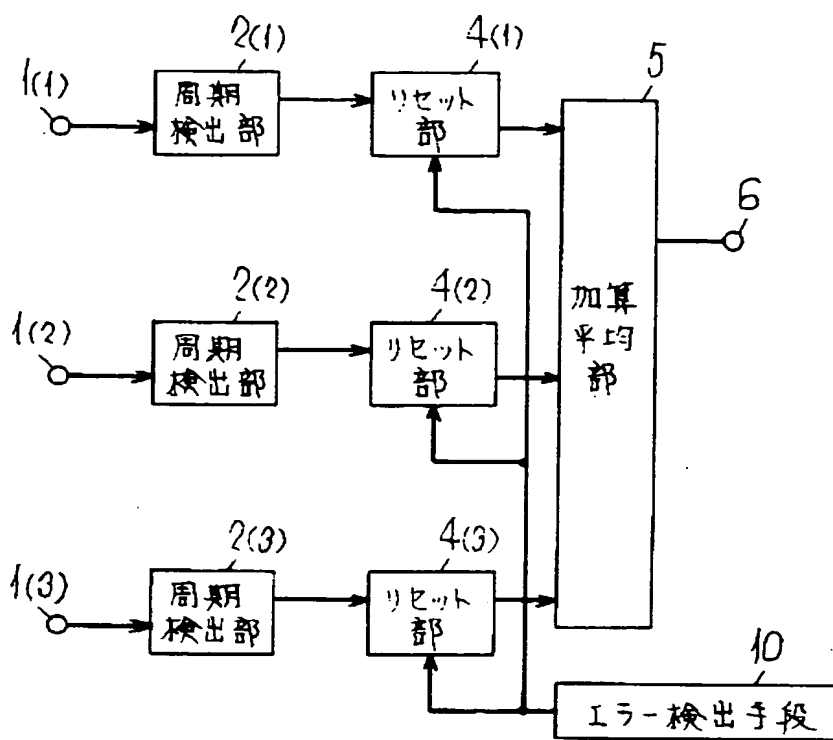 2(1)
4(1)
5
1(1)
周期
検出部
リセット
部
6
2(2)
4(2)
1(2)
周期
検出部
リセット
部
加算
平均
部
2(3)
4(3)
1(3)
周期
検出部
リセット
部
10
エラー検出手段